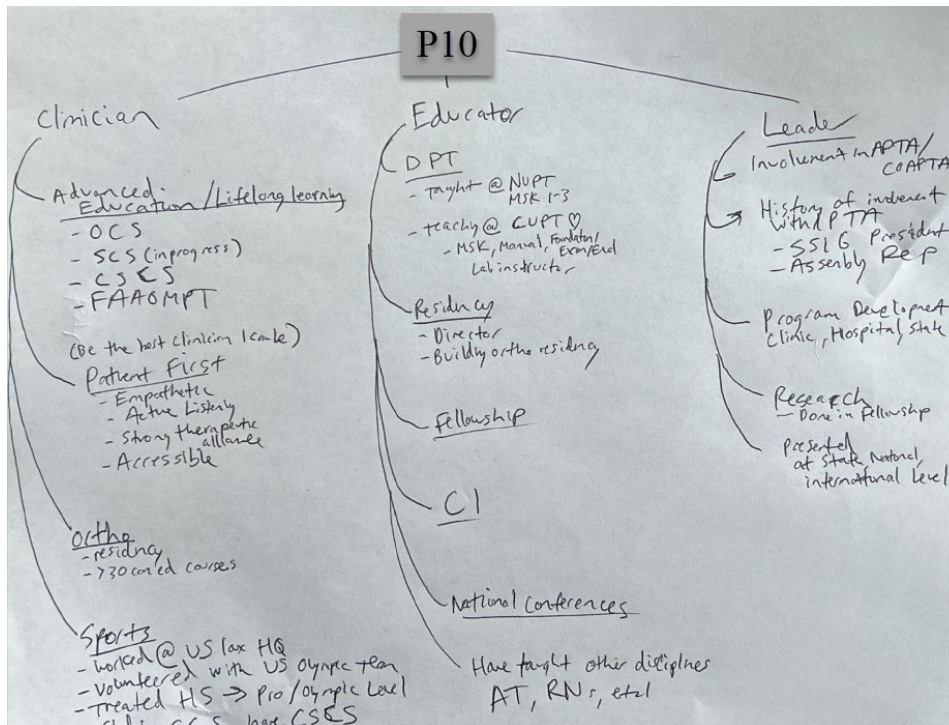 P10
Clinician
Advanced
Education / Lifelong learning
- OCS
- SCS (in progress)
- CSCS
- FAAOMPT
(Be the best clinician I can be)
Patient First
- Empathetic
- Active Listening
- Strong therapeutic
alliance
- Accessible
Ortho
- residency
- >30 con ed courses
Sports
- worked @ US lax HQ
- volunteered with US Olympic team
- Treated HS → Pro/Olympic Level
SCS, have CSCS
Educator
DPT
- Taught @ NUPT
MSK 1-3
- teaching @ CUPT ♡
- MSK, Manual, Foundation/
Exam/Eval
Lab instructor
Residency
- Director
- Building ortho residency
- Fellowship
- CI
- National Conferences
Have taught other disciplines
AT, RNs, etc
Leader
Involvement in APTA/
COAPTA
History of involvement
with APTA
- SSIG President
- Assembly Rep
Program Development
Clinic, Hospital, State
Research
- Done in Fellowship
Presented
at State, National,
international Level